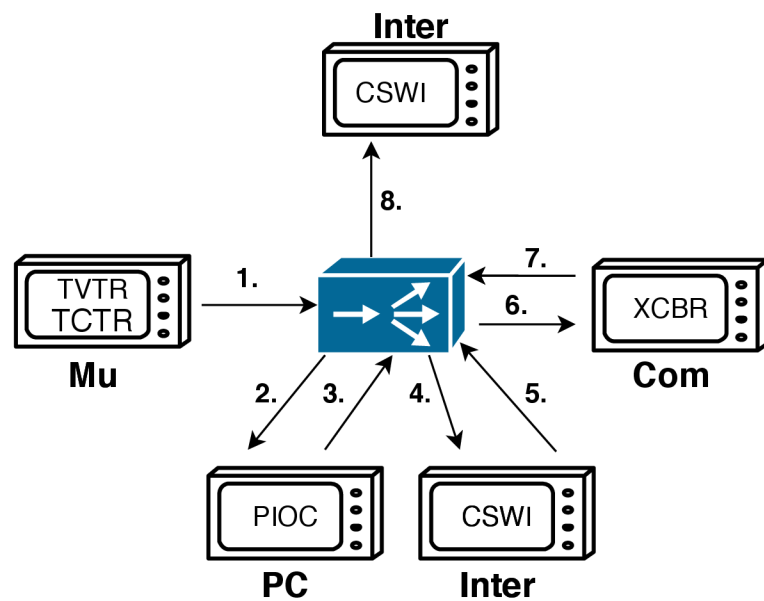 Inter
CSWI
8.
7.
1.
TVTR
TCTR
6.
XCBR
Mu
Com
2.
3.
4.
5.
PIOC
CSWI
PC
Inter